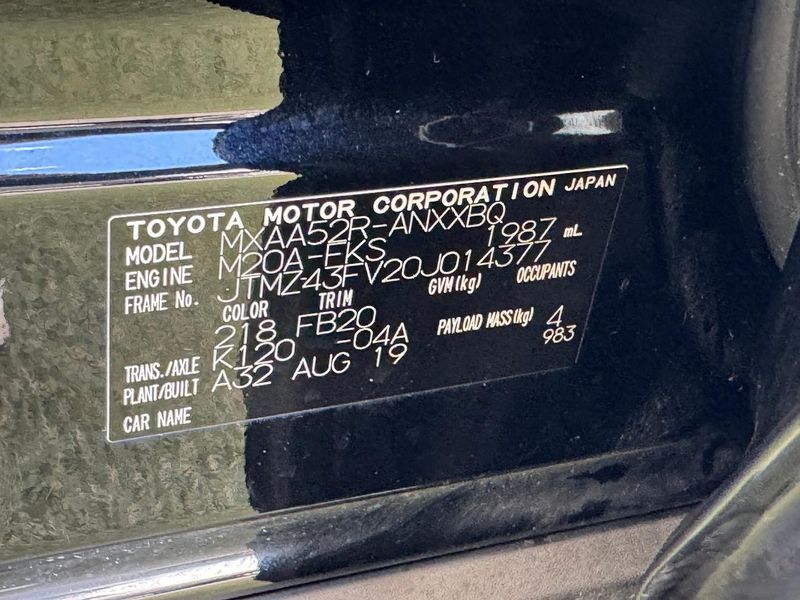 TOYOTA MOTOR CORPORATION JAPAN
MODEL MXAA52R-ANXXBQ
ENGINE M20A-FKS 1987 mL
FRAME No. JTMZ43FV20J014377
COLOR TRIM GVM(kg) OCCUPANTS
218 FB20 4
TRANS./AXLE K120 -04A PAYLOAD MASS(kg) 983
PLANT/BUILT A32 AUG 19
CAR NAME